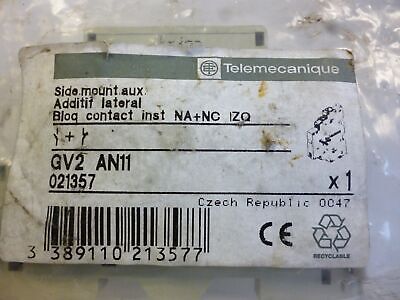 Telemecanique
Side mount aux.
Additif lateral
Bloq contact inst NA+NC IZQ
+
GV2 AN11
021357
x 1
Czech Republic 0047
3 389110 213577
CE
RECYCLABLE